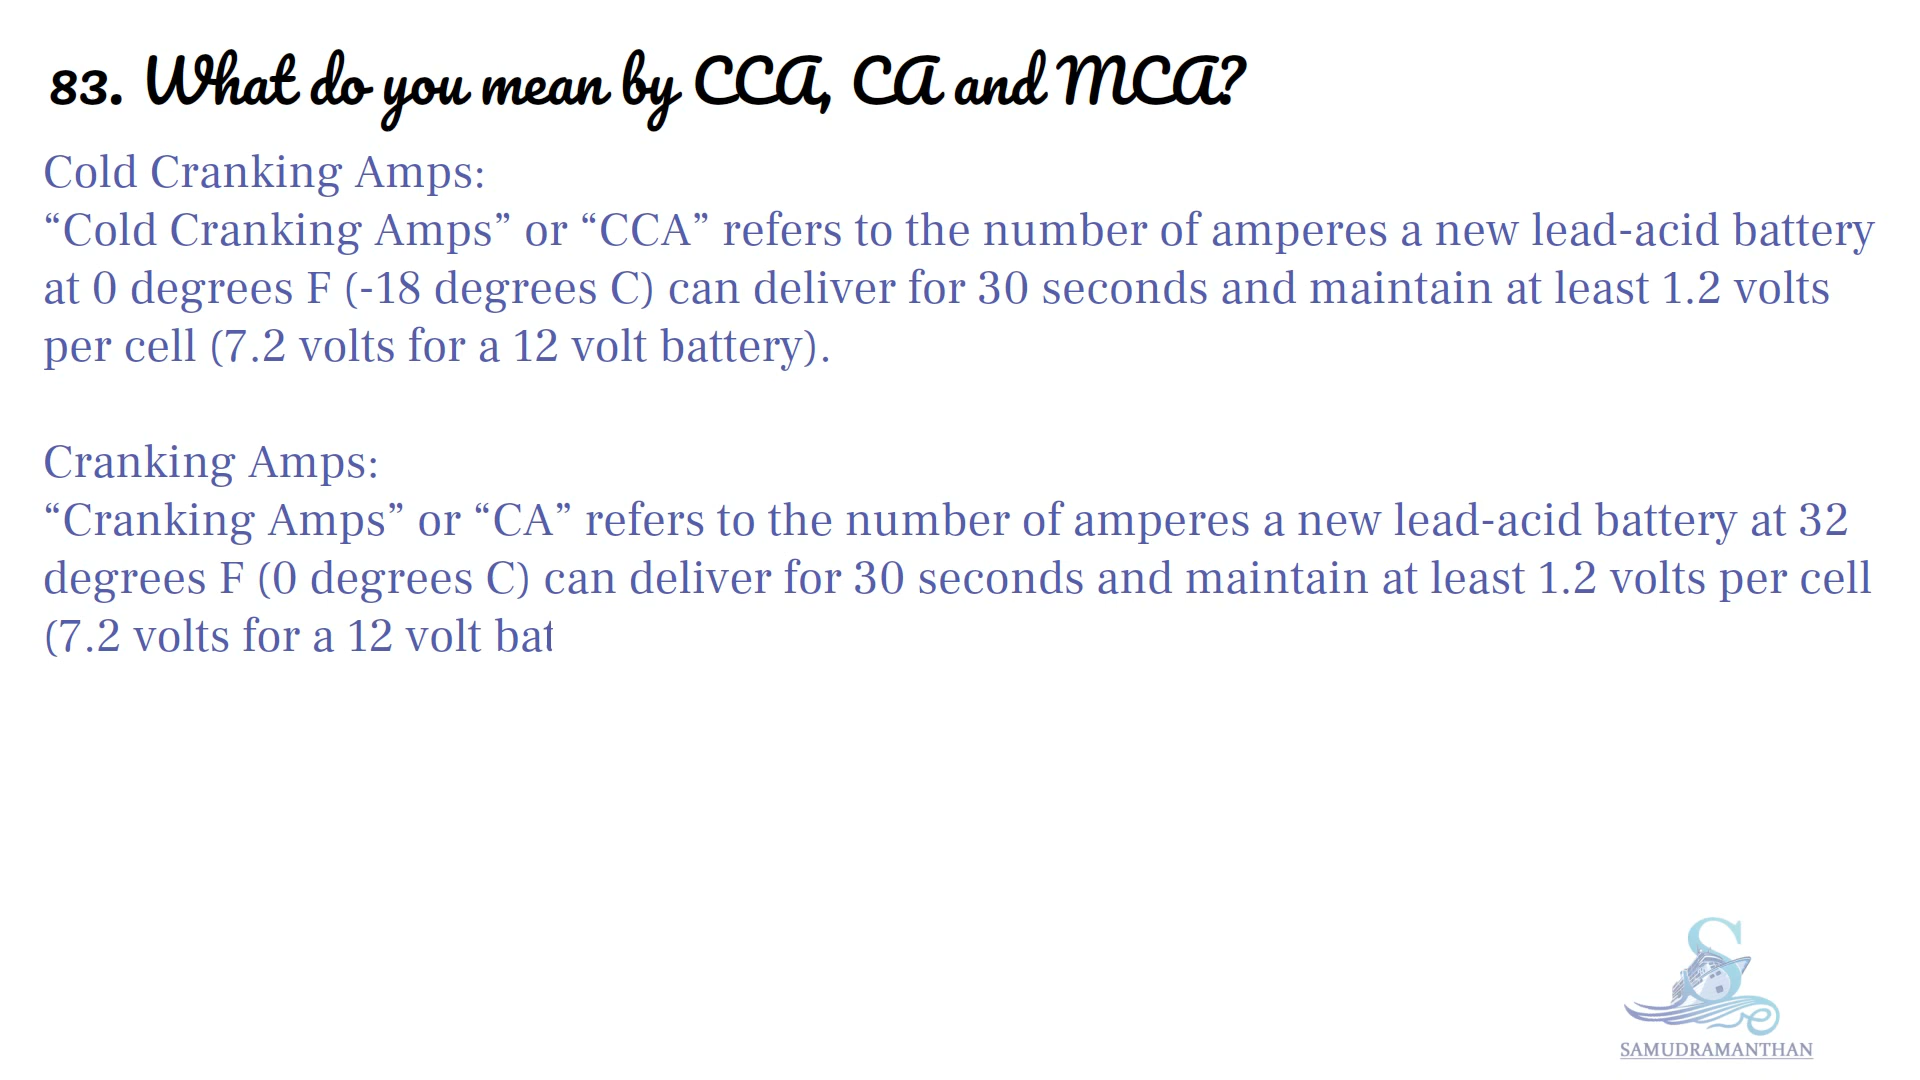 83. What do you mean by CCA, CA and MCA?
Cold Cranking Amps:
“Cold Cranking Amps” or “CCA” refers to the number of amperes a new lead-acid battery
at 0 degrees F (-18 degrees C) can deliver for 30 seconds and maintain at least 1.2 volts
per cell (7.2 volts for a 12 volt battery).
Cranking Amps:
“Cranking Amps” or “CA” refers to the number of amperes a new lead-acid battery at 32
degrees F (0 degrees C) can deliver for 30 seconds and maintain at least 1.2 volts per cell
(7.2 volts for a 12 volt bat
SAMUDRAMANTHAN